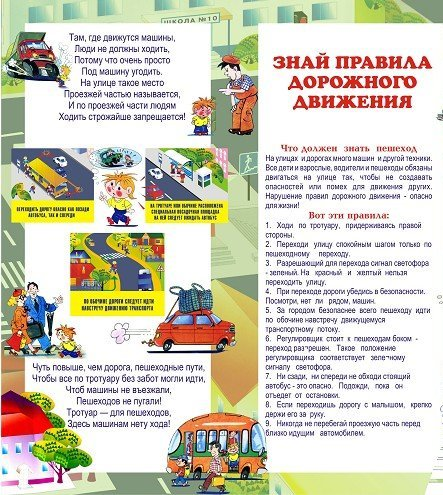 ШКОЛА №10
Там, где движутся машины,
Люди не должны ходить,
Потому что очень просто
Под машину угодить.
На улице такое место
Проезжей частью называется,
И по проезжей части людям
Ходить строжайше запрещается!
ПЕРЕХОДИТЬ ДОРОГУ ОПАСНО КАК ПОЗАДИ
АВТОБУСА, ТАК И СПЕРЕДИ
НА ТРОТУАРЕ ИЛИ ОБОЧИНЕ РАСПОЛОЖЕНА
СПЕЦИАЛЬНАЯ ПОСАДОЧНАЯ ПЛОЩАДКА
НА НЕЙ СЛЕДУЕТ ОЖИДАТЬ АВТОБУС
ПО ОБОЧИНЕ ДОРОГИ СЛЕДУЕТ ИДТИ
НАВСТРЕЧУ ДВИЖЕНИЮ ТРАНСПОРТА
Чуть повыше, чем дорога, пешеходные пути,
Чтобы все по тротуару без забот могли идти,
Чтоб машины не въезжали,
Пешеходов не пугали!
Тротуар — для пешеходов,
Здесь машинам нету хода!
ЗНАЙ ПРАВИЛА
ДОРОЖНОГО
ДВИЖЕНИЯ
Что должен знать пешеход
На улицах и дорогах много машин и другой техники.
Все дети и взрослые, водители и пешеходы обязаны
двигаться на улице так, чтобы не создавать
опасностей или помех для движения других.
Нарушение правил дорожного движения - опасно
для жизни!
Вот эти правила:
1. Ходи по тротуару, придерживаясь правой
стороны.
2. Переходи улицу спокойным шагом только по
пешеходному переходу.
3. Разрешающий для перехода сигнал светофора
- зеленый. На красный и желтый нельзя
переходить улицу.
4. При переходе дороги убедись в безопасности.
Посмотри, нет ли рядом, машин.
5. За городом безопаснее всего пешеходу идти
по обочине навстречу движущемуся
транспортному потоку.
6. Регулировщик стоит к пешеходам боком -
переход разрешен. Такое положение
регулировщика соответствует зеленому
сигналу светофора.
7. Ни сзади, ни спереди не обходи стоящий
автобус - это опасно. Подожди, пока он
отъедет от остановки.
8. Если переходишь дорогу с малышом, крепко
держи его за руку.
9. Никогда не перебегай проезжую часть перед
близко идущим автомобилем.